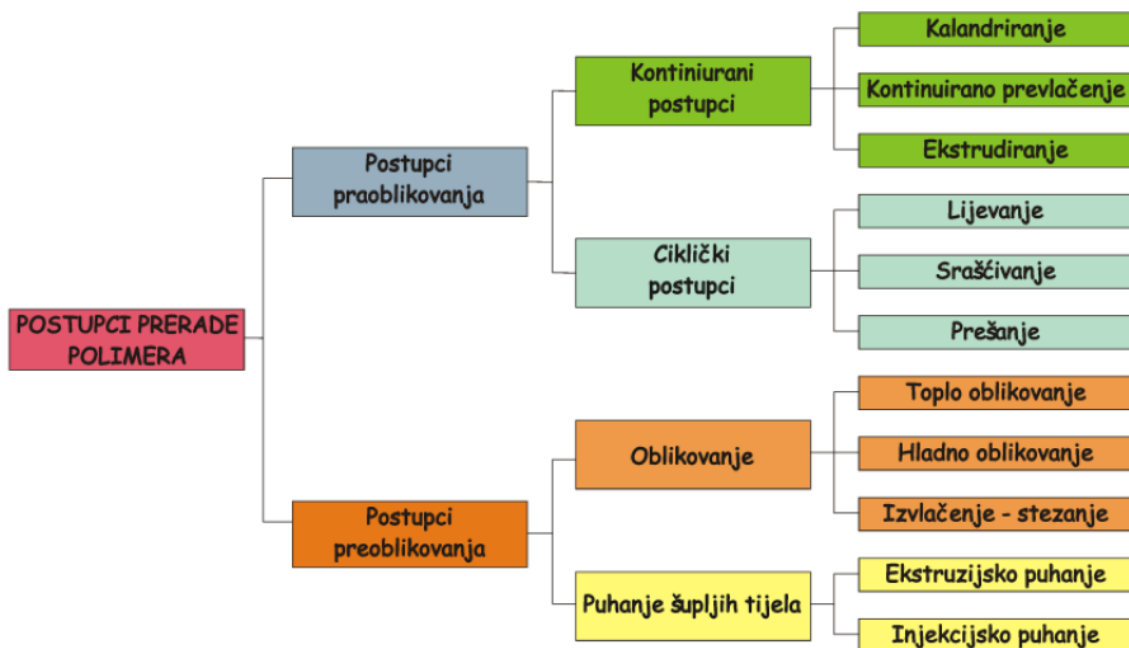 POSTUPCI PRERADE
POLIMERA
Postupci
praoblikovanja
Kontiniurani
postupci
Kalandriranje
Kontinuirano prevlačenje
Ekstrudiranje
Ciklički
postupci
Lijevanje
Srašćivanje
Prešanje
Postupci
preoblikovanja
Oblikovanje
Toplo oblikovanje
Hladno oblikovanje
Izvlačenje - stezanje
Puhanje šupljih tijela
Ekstruzijsko puhanje
Injekcijsko puhanje